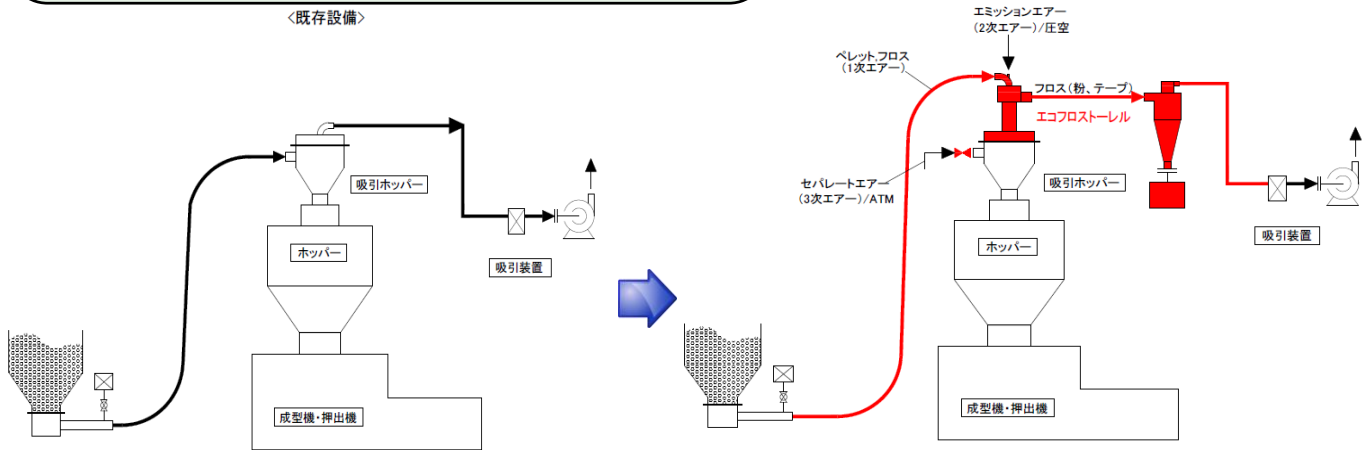 〈既存設備〉
吸引ホッパー
ホッパー
吸引装置
成型機・押出機
エミッションエアー
(2次エアー)/圧空
ペレット,フロス
(1次エアー)
フロス(粉、テープ)
エコフロストーレル
セパレートエアー
(3次エアー)/ATM
吸引ホッパー
ホッパー
吸引装置
成型機・押出機